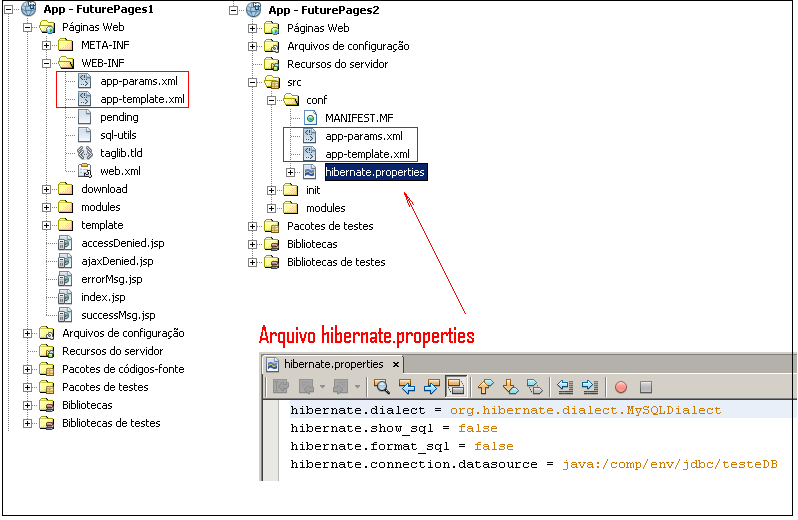 App - FuturePages1
Páginas Web
META-INF
WEB-INF
app-params.xml
app-template.xml
pending
sql-utils
taglib.tld
web.xml
download
modules
template
accessDenied.jsp
ajaxDenied.jsp
errorMsg.jsp
index.jsp
successMsg.jsp
Arquivos de configuração
Recursos do servidor
Pacotes de códigos-fonte
Pacotes de testes
Bibliotecas
Bibliotecas de testes
App - FuturePages2
Páginas Web
Arquivos de configuração
Recursos do servidor
src
conf
MANIFEST.MF
app-params.xml
app-template.xml
hibernate.properties
init
modules
Pacotes de testes
Bibliotecas
Bibliotecas de testes
Arquivo hibernate.properties
hibernate.properties x
hibernate.dialect = org.hibernate.dialect.MySQLDialect
hibernate.show_sql = false
hibernate.format_sql = false
hibernate.connection.datasource = java:/comp/env/jdbc/testeDB